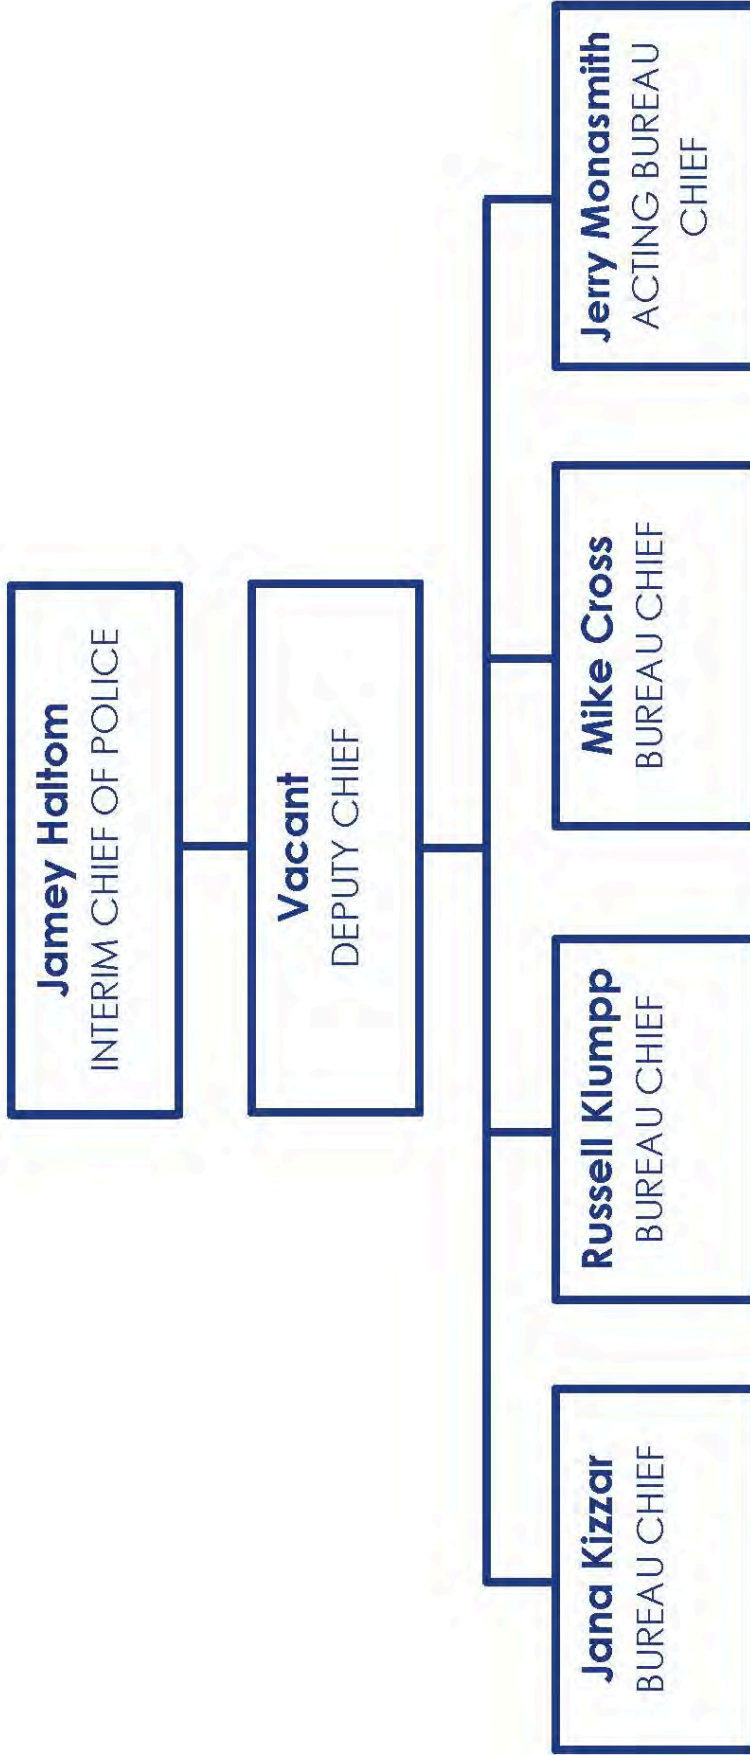 Jamey Haltom
INTERIM CHIEF OF POLICE
Vacant
DEPUTY CHIEF
Jana Kizzar
BUREAU CHIEF
Russell Klumpp
BUREAU CHIEF
Mike Cross
BUREAU CHIEF
Jerry Monasmith
ACTING BUREAU
CHIEF